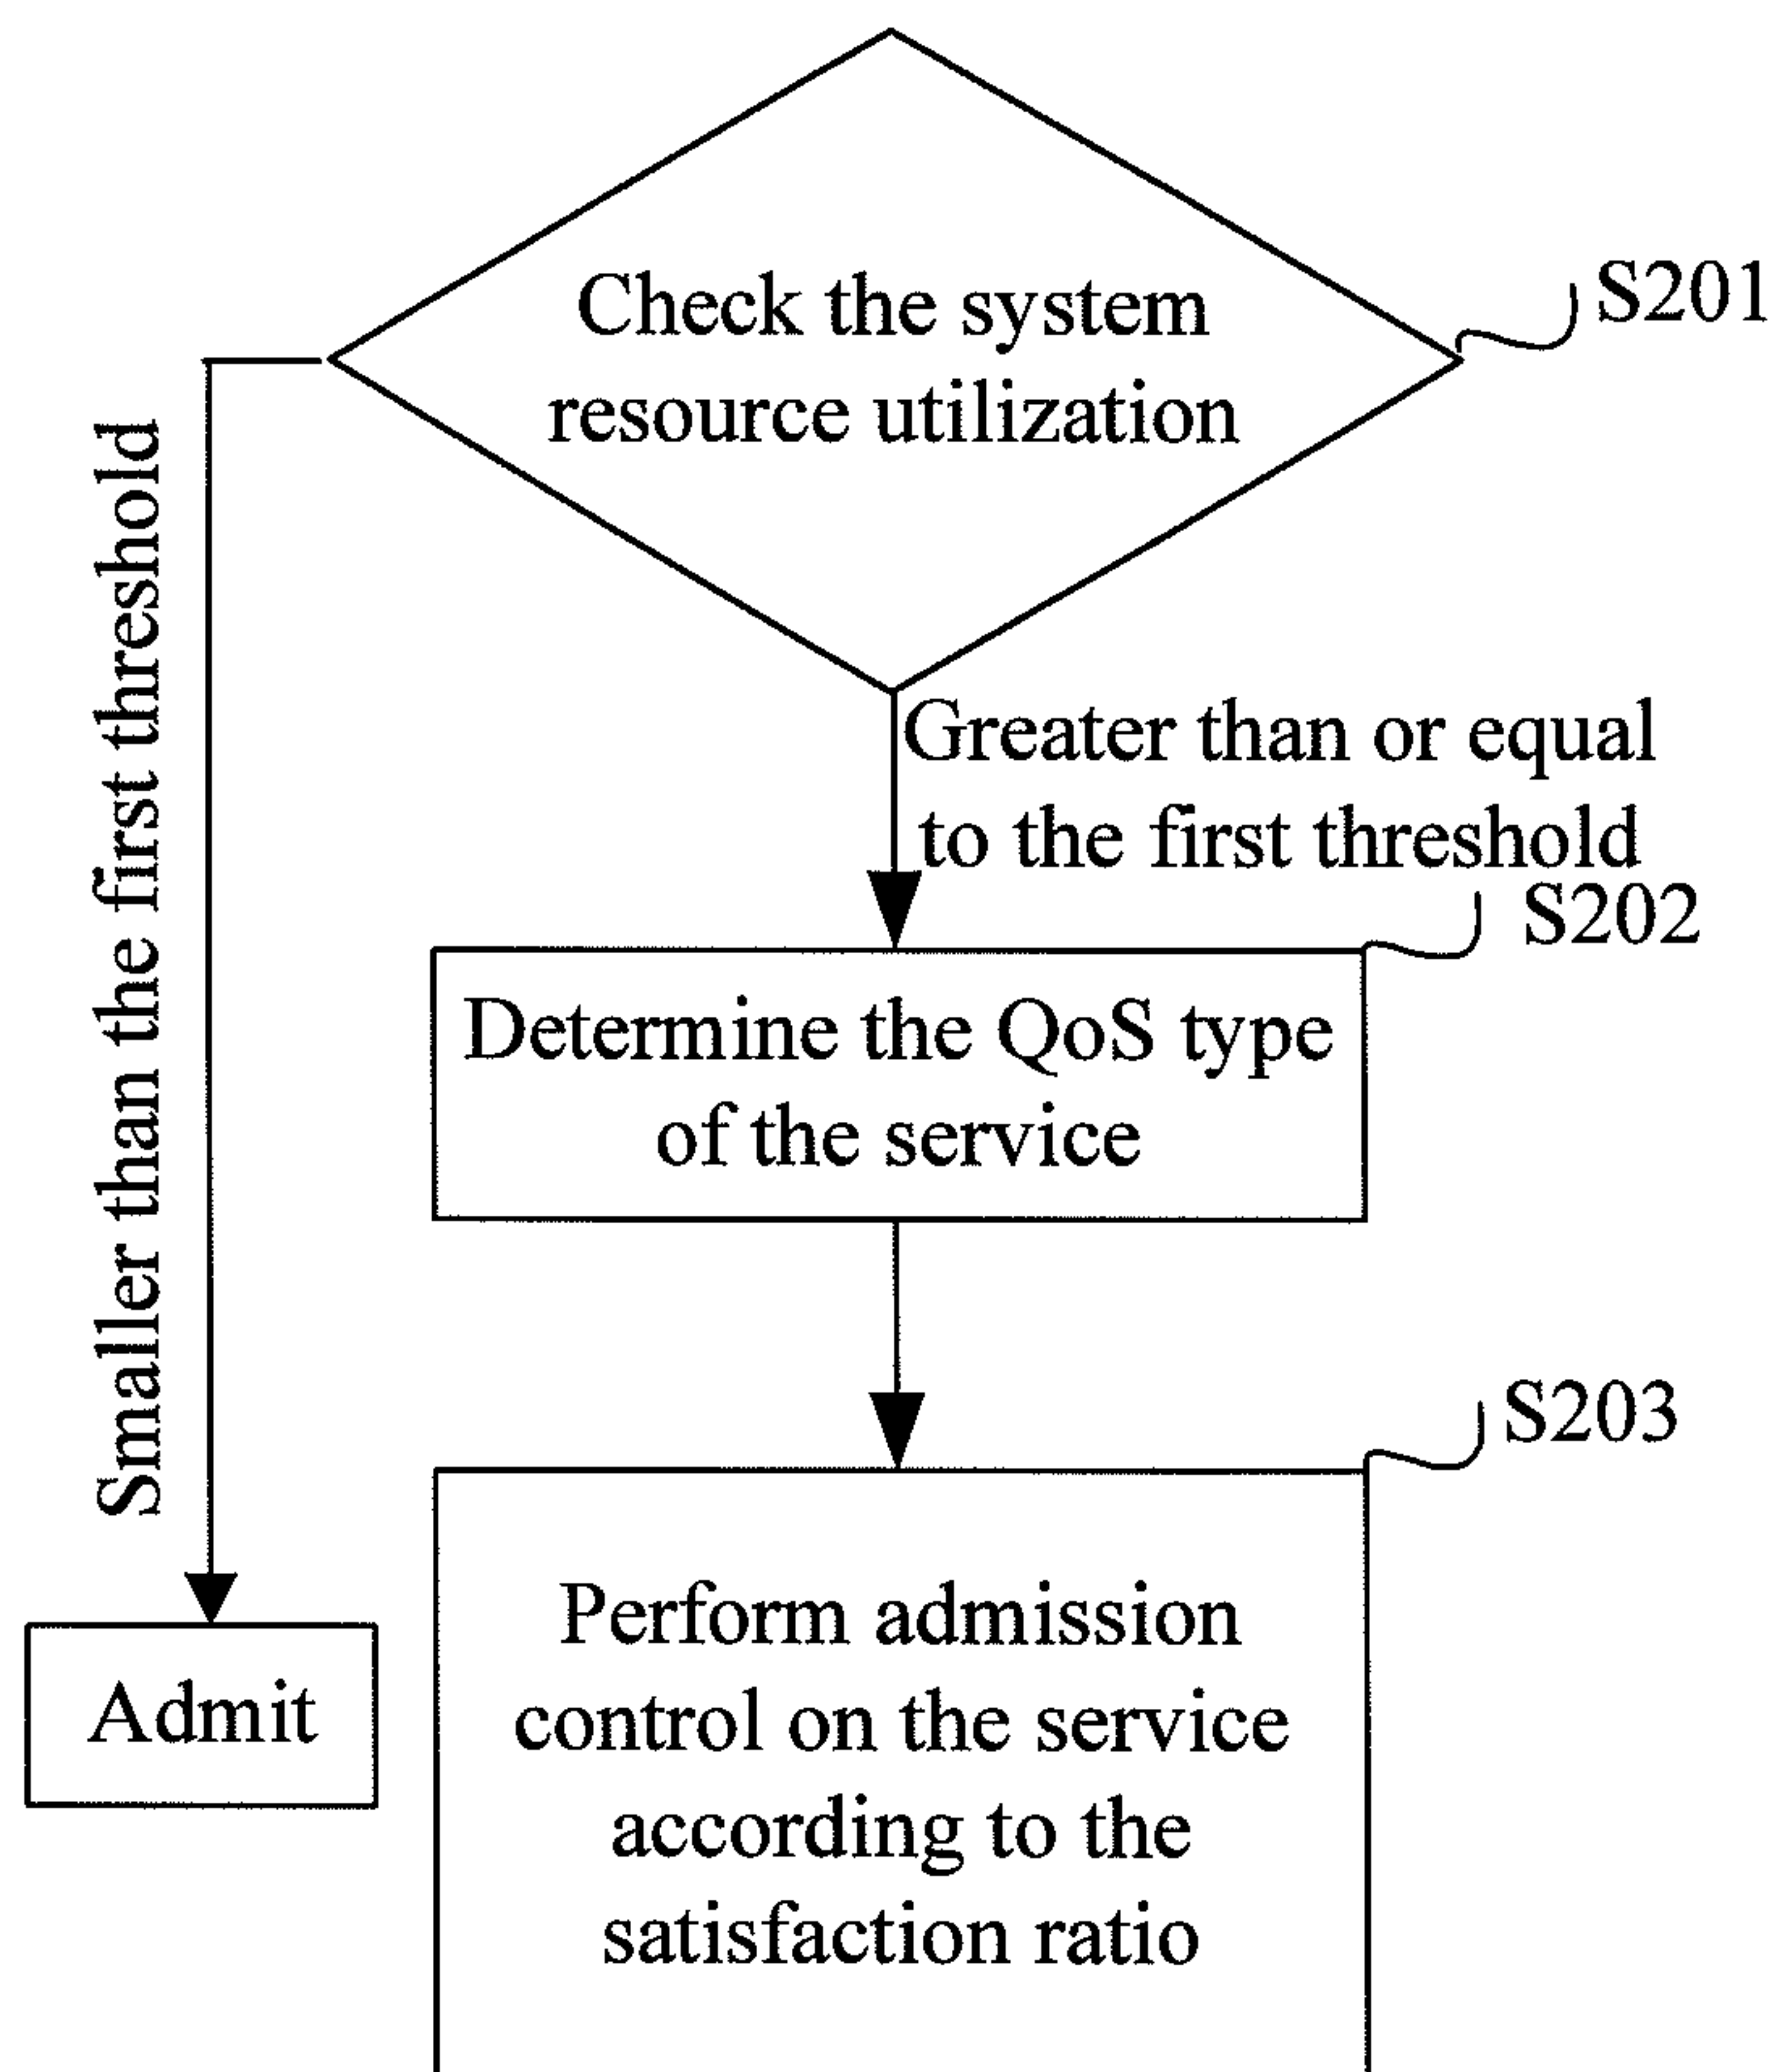 Check the system
resource utilization
S201
Smaller than the first threshold
Greater than or equal
to the first threshold
S202
Determine the QoS type
of the service
S203
Perform admission
control on the service
according to the
satisfaction ratio
Admit